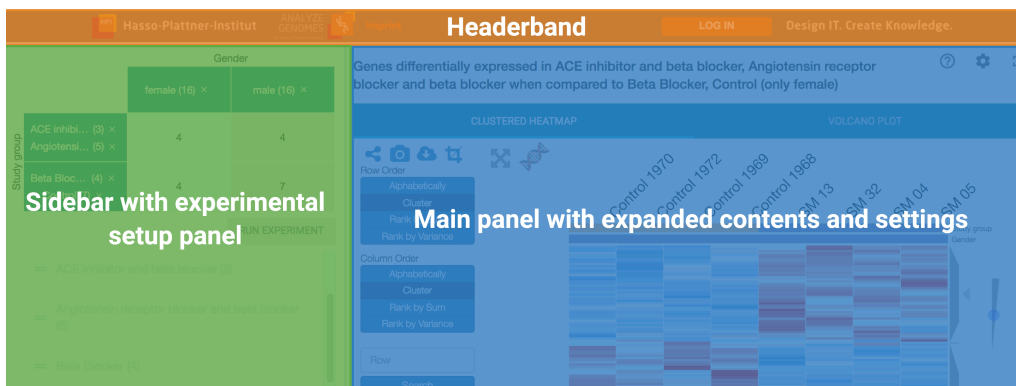 Hasso-Plattner-Institut
ANALYZE
GENOMES
Headerband
LOG IN
Design IT. Create Knowledge.
Gender
female (16) ×
male (16) ×
Study group
ACE inhibi... (3) ×
Angiotensi... (5) ×
4
4
Beta Bloc... (4) ×
4
7
Sidebar with experimental
setup panel
RUN EXPERIMENT
ACE inhibitor and beta blocker (3)
Angiotensin receptor blocker and beta blocker
(5)
Beta Blocker (4)
Genes differentially expressed in ACE inhibitor and beta blocker, Angiotensin receptor
blocker and beta blocker when compared to Beta Blocker, Control (only female)
CLUSTERED HEATMAP
VOLCANO PLOT
Row Order
Alphabetically
Cluster
Rank by Variance
Main panel with expanded contents and settings
Control 1970
Control 1972
Control 1969
Control 1968
SM 13
SM 32
SM 04
SM 05
Study group
Gender
Column Order
Alphabetically
Cluster
Rank by Sum
Rank by Variance
Row
Search